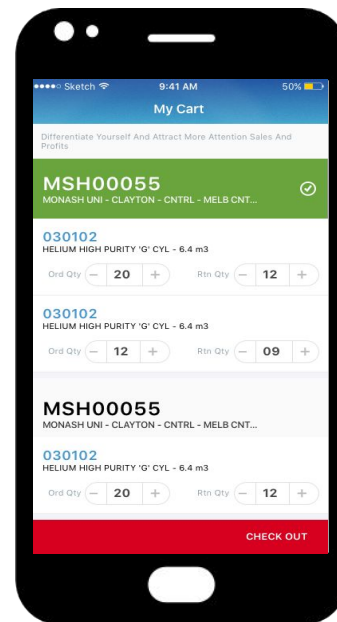 Sketch 9:41 AM 50%
My Cart
Differentiate Yourself And Attract More Attention Sales And
Profits
MSH00055
MONASH UNI - CLAYTON - CNTRL - MELB CNT...
030102
HELIUM HIGH PURITY 'G' CYL - 6.4 m3
Ord Qty − 20 + Rtn Qty − 12 +
030102
HELIUM HIGH PURITY 'G' CYL - 6.4 m3
Ord Qty − 12 + Rtn Qty − 09 +
MSH00055
MONASH UNI - CLAYTON - CNTRL - MELB CNT...
030102
HELIUM HIGH PURITY 'G' CYL - 6.4 m3
Ord Qty − 20 + Rtn Qty − 12 +
CHECK OUT